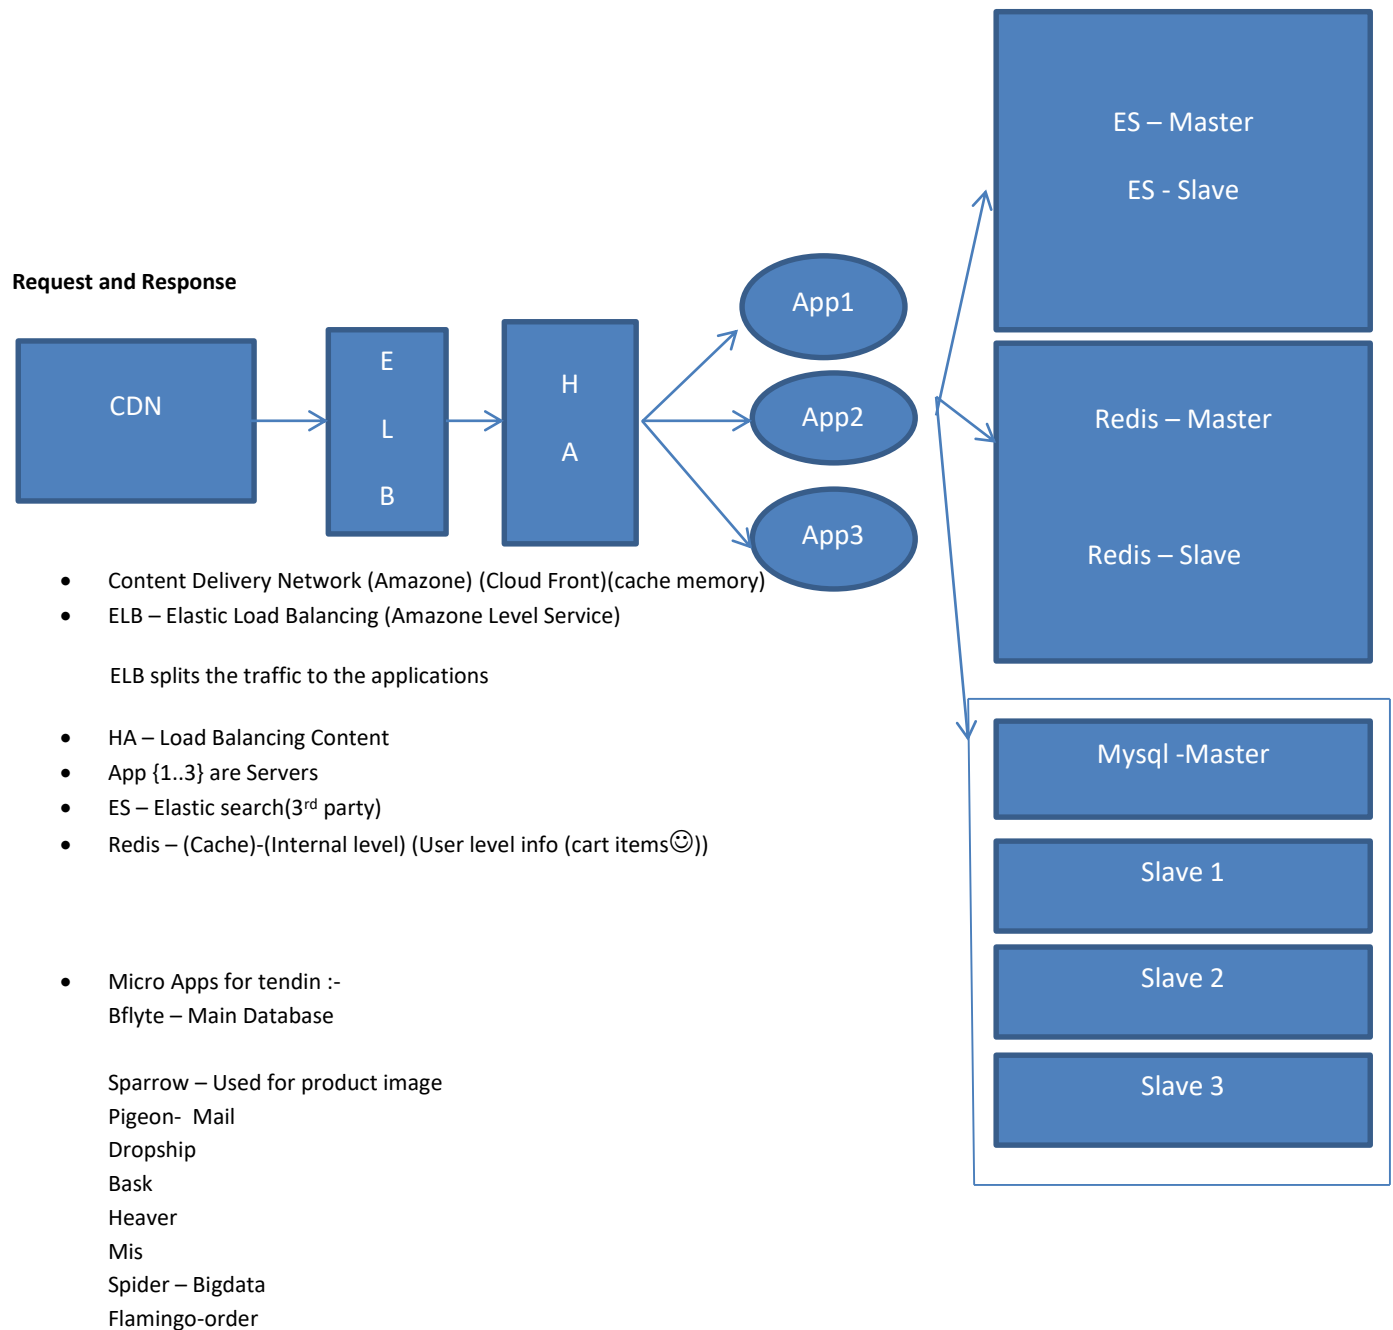 ES – Master
ES - Slave
Request and Response
CDN
E
L
B
H
A
App1
App2
App3
Redis – Master
Redis – Slave
• Content Delivery Network (Amazone) (Cloud Front)(cache memory)
• ELB – Elastic Load Balancing (Amazone Level Service)
ELB splits the traffic to the applications
• HA – Load Balancing Content
• App {1..3} are Servers
• ES – Elastic search(3rd party)
• Redis – (Cache)-(Internal level) (User level info (cart items☺))
Mysql -Master
Slave 1
Slave 2
Slave 3
• Micro Apps for tendin :-
Bflyte – Main Database
Sparrow – Used for product image
Pigeon- Mail
Dropship
Bask
Heaver
Mis
Spider – Bigdata
Flamingo-order